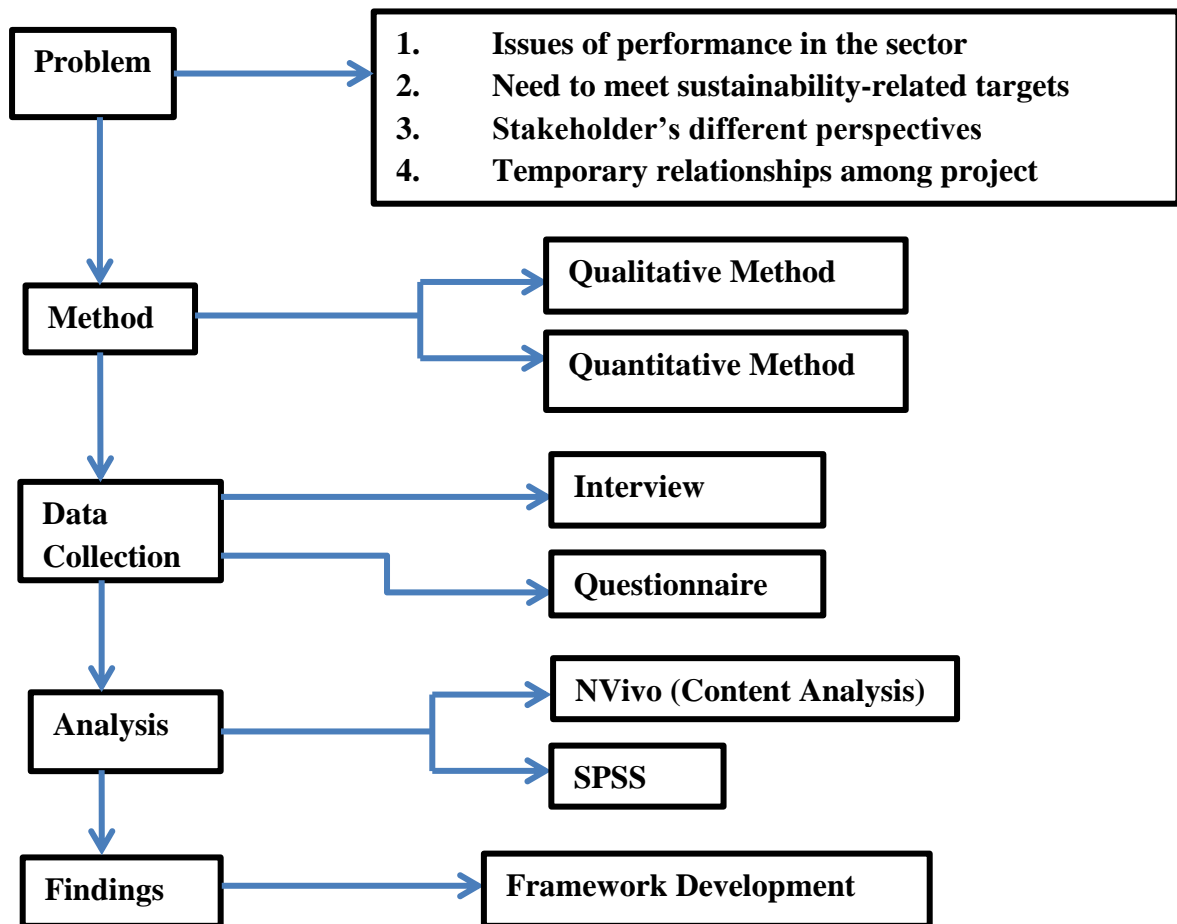 Problem
1. Issues of performance in the sector
2. Need to meet sustainability-related targets
3. Stakeholder’s different perspectives
4. Temporary relationships among project
Method
Qualitative Method
Quantitative Method
Data
Collection
Interview
Questionnaire
Analysis
NVivo (Content Analysis)
SPSS
Findings
Framework Development